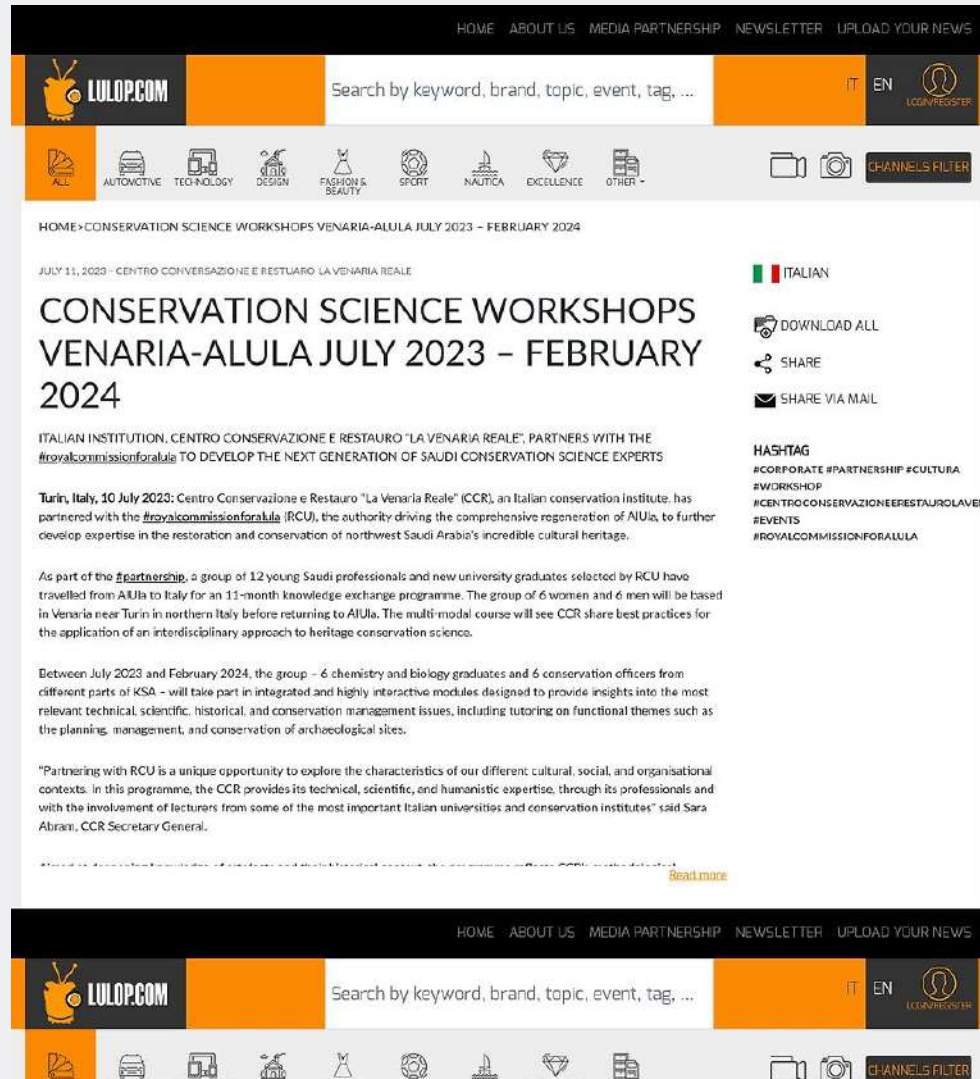 HOME ABOUT US MEDIA PARTNERSHIP NEWSLETTER UPLOAD YOUR NEWS
LULOP.COM
Search by keyword, brand, topic, event, tag, ...
IT EN
LOGIN/REGISTER
ALL AUTOMOTIVE TECHNOLOGY DESIGN FASHION & BEAUTY SPORT NAUTICA EXCELLENCE OTHER
CHANNELS FILTER
HOME>CONSERVATION SCIENCE WORKSHOPS VENARIA-ALULA JULY 2023 – FEBRUARY 2024
JULY 11, 2023 - CENTRO CONVERSAZIONE E RESTUARO LA VENARIA REALE
CONSERVATION SCIENCE WORKSHOPS
VENARIA-ALULA JULY 2023 – FEBRUARY
2024
ITALIAN INSTITUTION, CENTRO CONSERVAZIONE E RESTAURO "LA VENARIA REALE", PARTNERS WITH THE
#royalcommissionforalula TO DEVELOP THE NEXT GENERATION OF SAUDI CONSERVATION SCIENCE EXPERTS
Turin, Italy, 10 July 2023: Centro Conservazione e Restauro "La Venaria Reale" (CCR), an Italian conservation institute, has
partnered with the #royalcommissionforalula (RCU), the authority driving the comprehensive regeneration of AlUla, to further
develop expertise in the restoration and conservation of northwest Saudi Arabia's incredible cultural heritage.
As part of the #partnership, a group of 12 young Saudi professionals and new university graduates selected by RCU have
travelled from AlUla to Italy for an 11-month knowledge exchange programme. The group of 6 women and 6 men will be based
in Venaria near Turin in northern Italy before returning to AlUla. The multi-modal course will see CCR share best practices for
the application of an interdisciplinary approach to heritage conservation science.
Between July 2023 and February 2024, the group – 6 chemistry and biology graduates and 6 conservation officers from
different parts of KSA – will take part in integrated and highly interactive modules designed to provide insights into the most
relevant technical, scientific, historical, and conservation management issues, including tutoring on functional themes such as
the planning, management, and conservation of archaeological sites.
"Partnering with RCU is a unique opportunity to explore the characteristics of our different cultural, social, and organisational
contexts. In this programme, the CCR provides its technical, scientific, and humanistic expertise, through its professionals and
with the involvement of lecturers from some of the most important Italian universities and conservation institutes" said Sara
Abram, CCR Secretary General.
Read more
ITALIAN
DOWNLOAD ALL
SHARE
SHARE VIA MAIL
HASHTAG
#CORPORATE #PARTNERSHIP #CULTURA
#WORKSHOP
#CENTROCONSERVAZIONEERESTAUROLAVE
#EVENTS
#ROYALCOMMISSIONFORALULA
HOME ABOUT US MEDIA PARTNERSHIP NEWSLETTER UPLOAD YOUR NEWS
LULOP.COM
Search by keyword, brand, topic, event, tag, ...
IT EN
LOGIN/REGISTER
CHANNELS FILTER